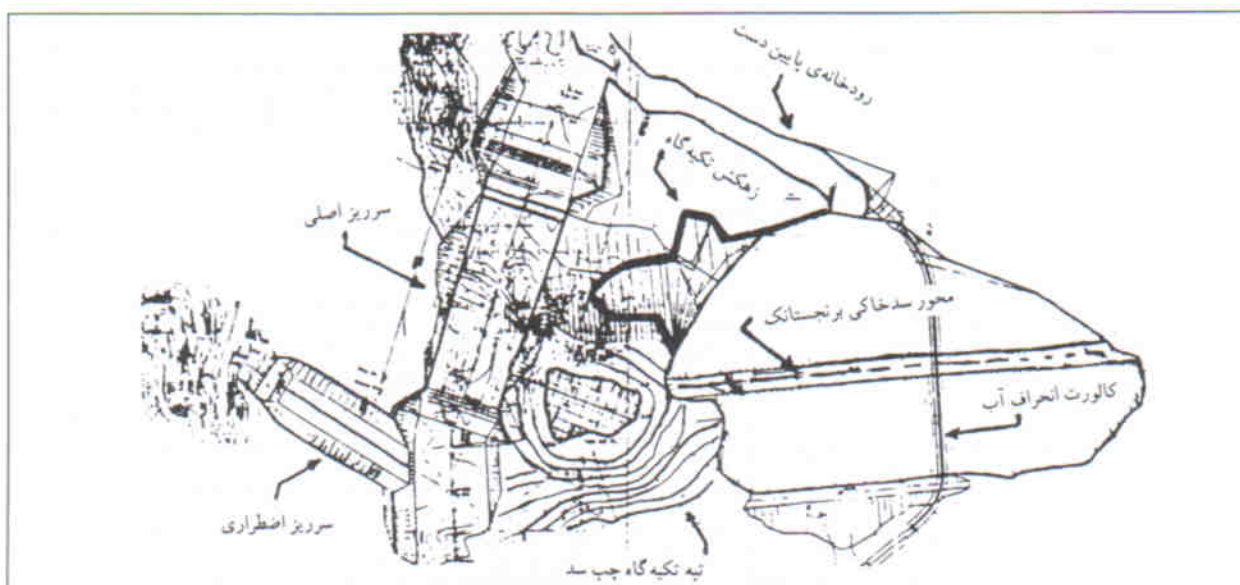 رودخانه‌ی پایین دست
زهکش تکیه‌گاه
سرریز اصلی
محور سدخاکی برنجستانک
کالورت انحراف آب
سرریز اضطراری
تپه تکیه‌گاه چپ سد